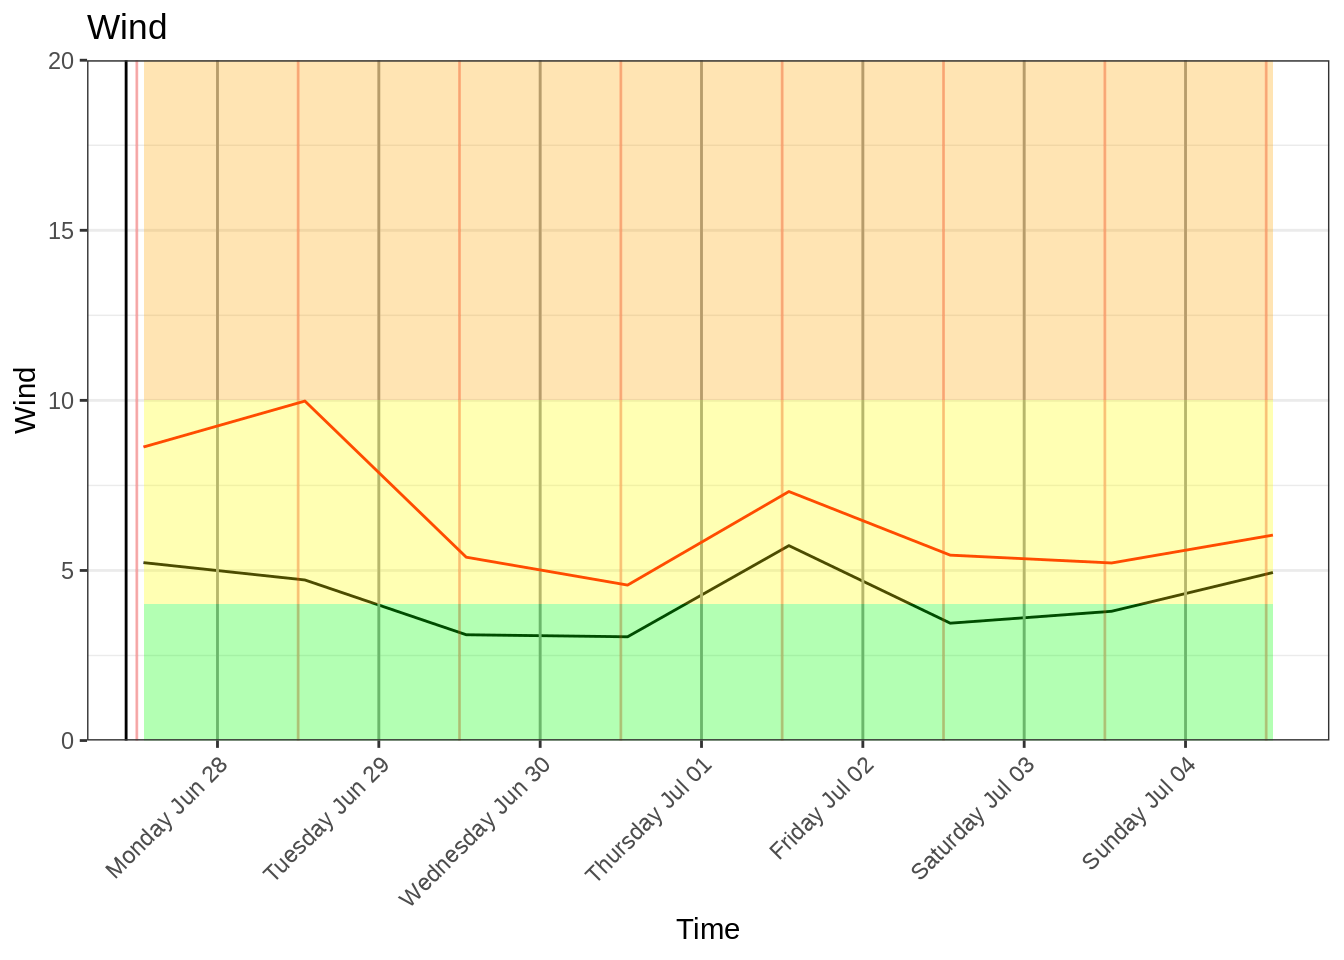 Wind
20
15
10
5
0
Wind
Monday Jun 28
Tuesday Jun 29
Wednesday Jun 30
Thursday Jul 01
Friday Jul 02
Saturday Jul 03
Sunday Jul 04
Time